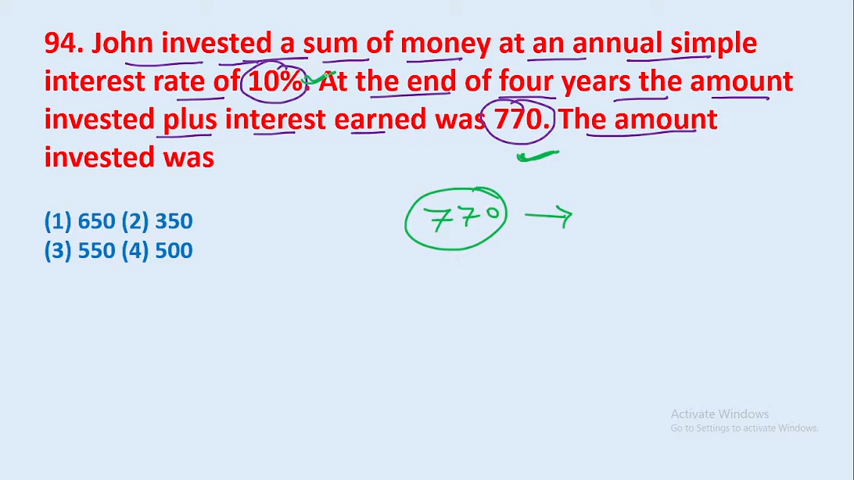 94. John invested a sum of money at an annual simple
interest rate of 10%. At the end of four years the amount
invested plus interest earned was 770. The amount
invested was
(1) 650 (2) 350
(3) 550 (4) 500
770 →
Activate Windows
Go to Settings to activate Windows.